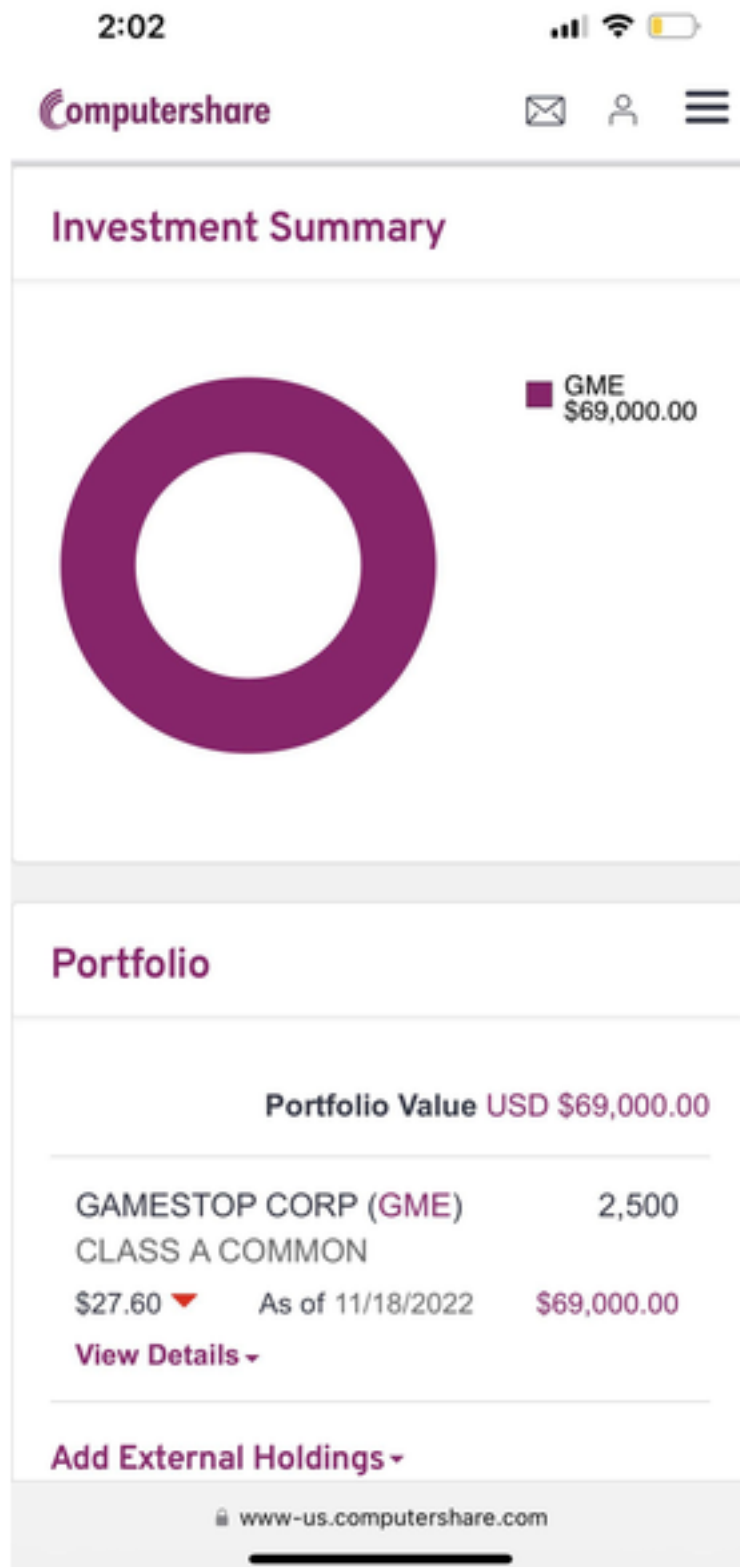 2:02
Computershare
Investment Summary
GME
$69,000.00
Portfolio
Portfolio Value USD $69,000.00
GAMESTOP CORP (GME) 2,500
CLASS A COMMON
$27.60 As of 11/18/2022 $69,000.00
View Details
Add External Holdings
www-us.computershare.com